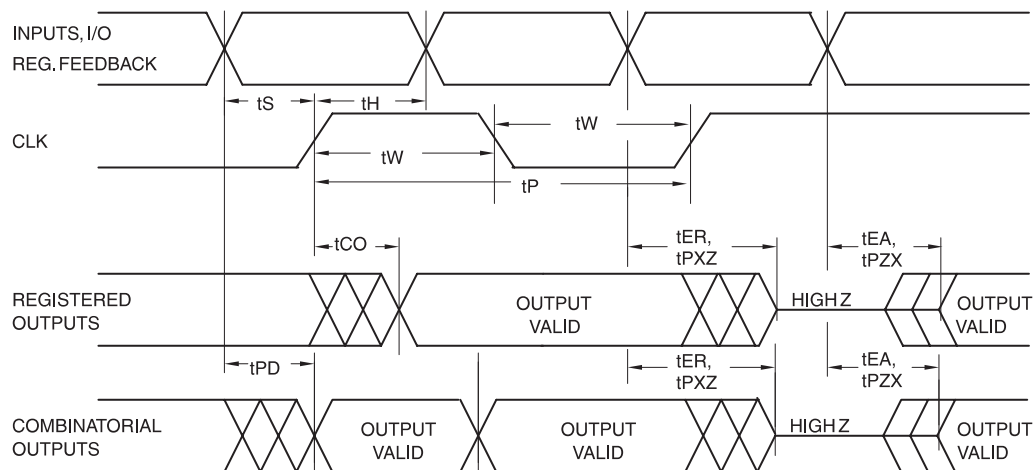 INPUTS, I/O
REG. FEEDBACK
tS
tH
CLK
tW
tW
tP
tCO
tER,
tPXZ
tEA,
tPZX
REGISTERED
OUTPUTS
OUTPUT
VALID
HIGH Z
OUTPUT
VALID
tPD
tER,
tPXZ
tEA,
tPZX
COMBINATORIAL
OUTPUTS
OUTPUT
VALID
OUTPUT
VALID
HIGH Z
OUTPUT
VALID